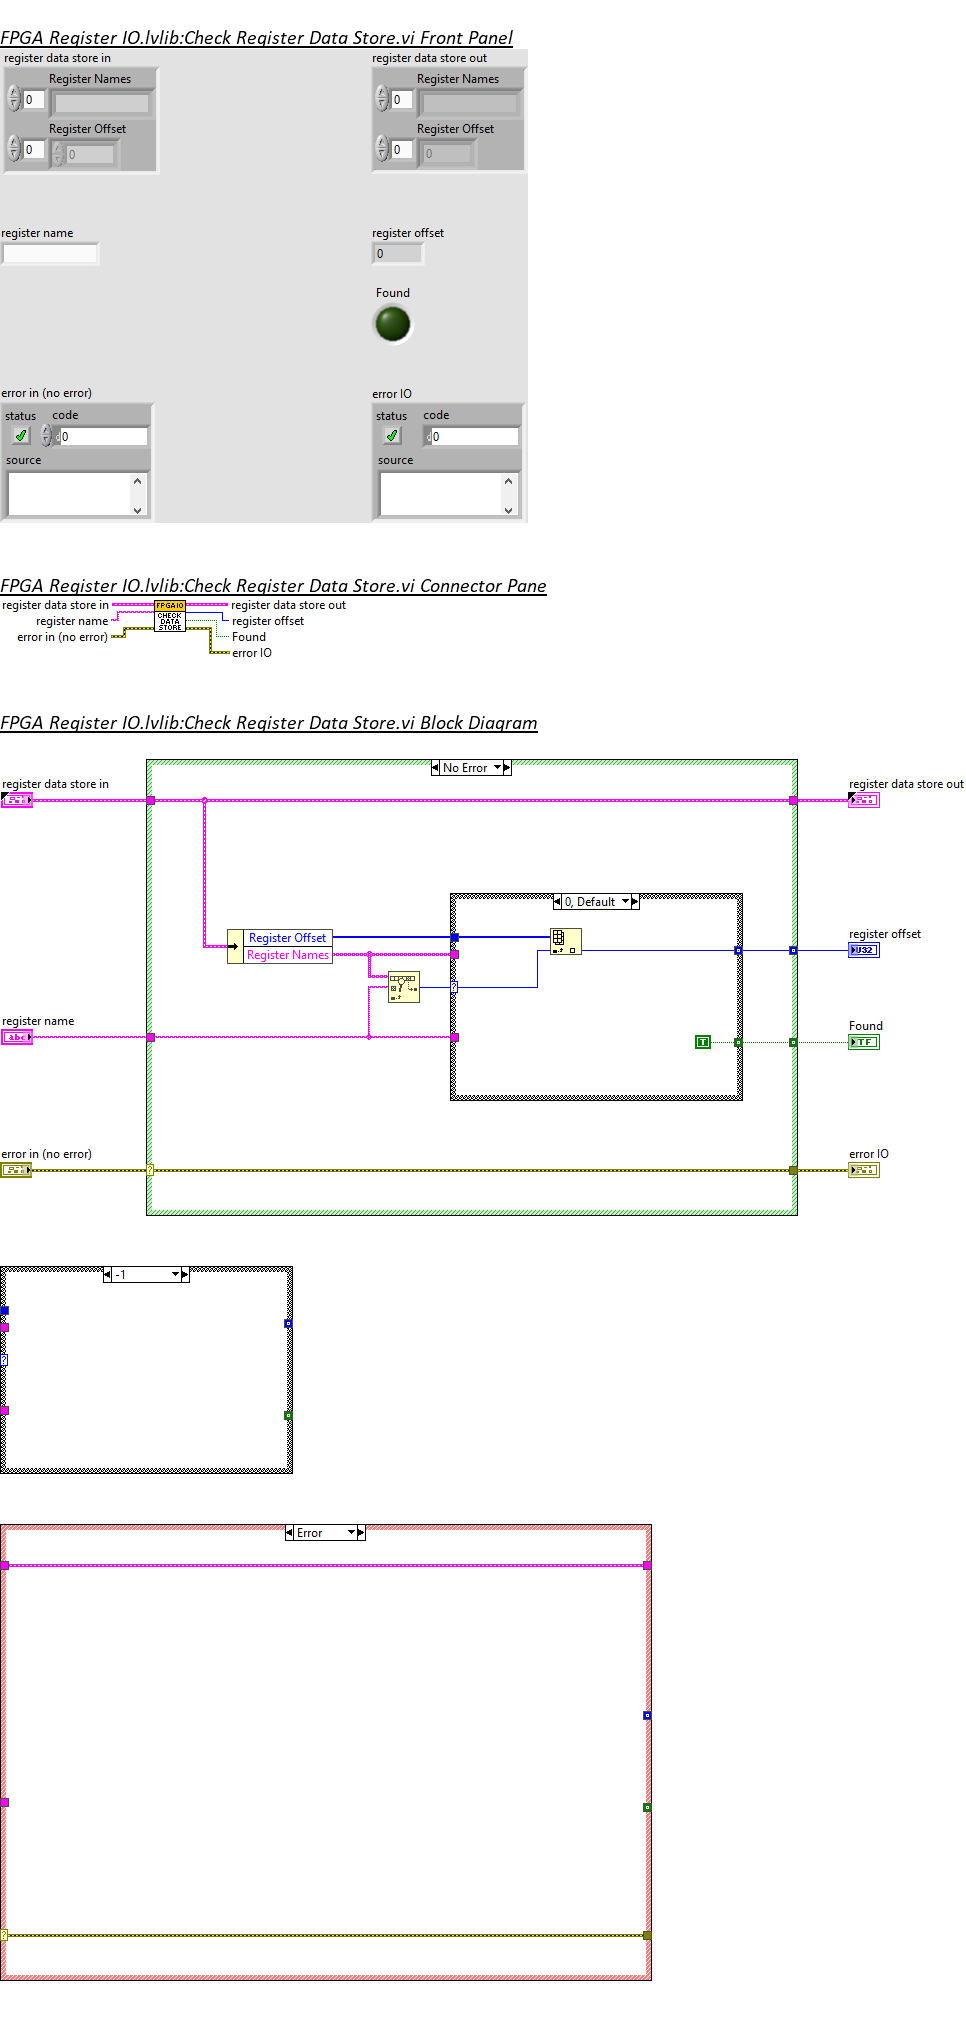 FPGA Register IO.lvlib:Check Register Data Store.vi Front Panel
register data store in
register data store out
Register Names
Register Names
0
0
Register Offset
Register Offset
0
0
0
0
register name
register offset
0
Found
error in (no error)
error IO
status
code
status
code
d0
d0
source
source
FPGA Register IO.lvlib:Check Register Data Store.vi Connector Pane
register data store in
FPGA IO
register data store out
register name
CHECK
DATA
STORE
register offset
error in (no error)
Found
error IO
FPGA Register IO.lvlib:Check Register Data Store.vi Block Diagram
No Error
register data store in
register data store out
0, Default
Register Offset
register offset
U32
Register Names
?
register name
abc
Found
T
TF
error in (no error)
error IO
?
-1
?
Error
?